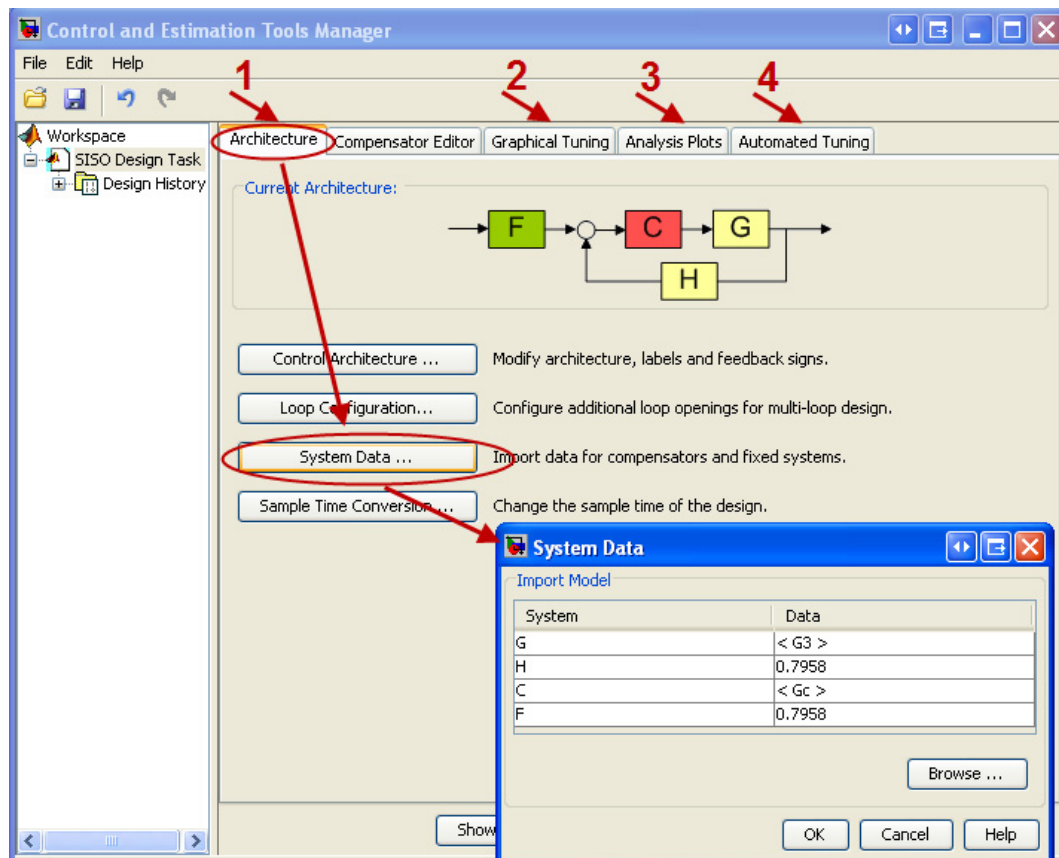 Control and Estimation Tools Manager
File Edit Help
1 2 3 4
Workspace
SISO Design Task
Design History
Architecture Compensator Editor Graphical Tuning Analysis Plots Automated Tuning
Current Architecture:
F C G
H
Control Architecture ... Modify architecture, labels and feedback signs.
Loop Configuration... Configure additional loop openings for multi-loop design.
System Data ... Import data for compensators and fixed systems.
Sample Time Conversion ... Change the sample time of the design.
System Data
Import Model
System Data
G < G3 >
H 0.7958
C < Gc >
F 0.7958
Browse ...
Show
OK Cancel Help